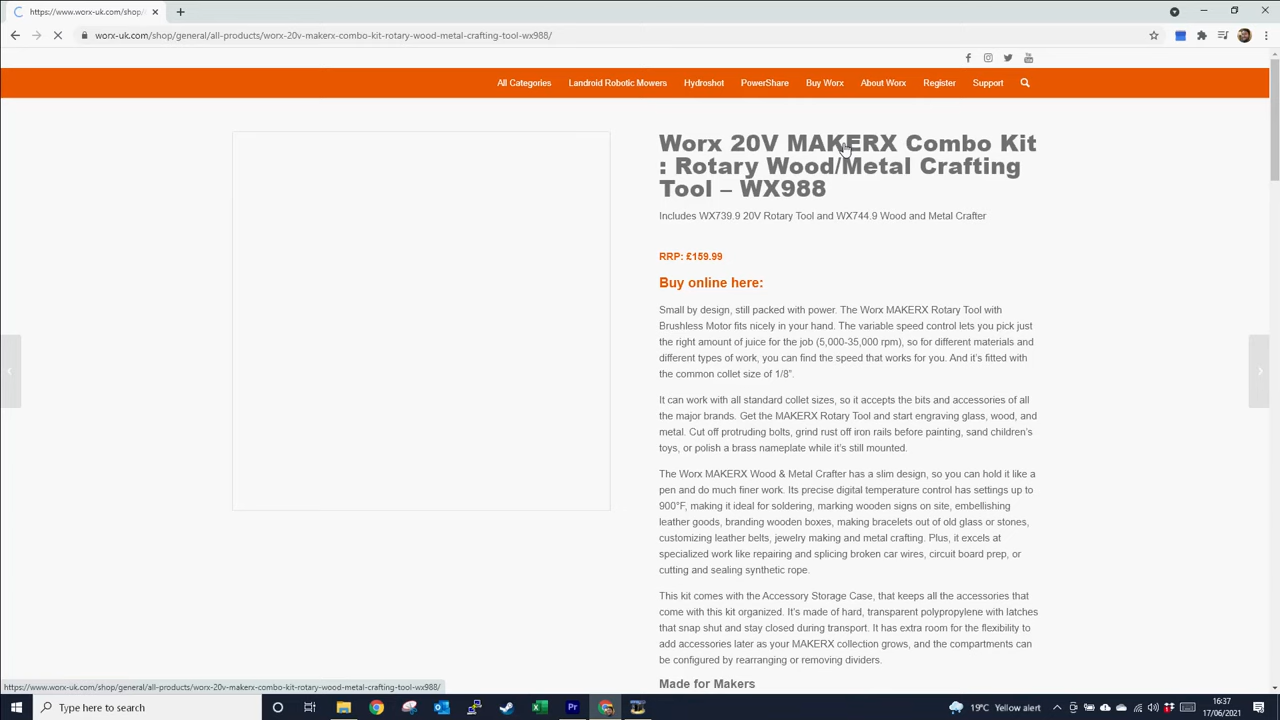 https://www.worx-uk.com/shop/
worx-uk.com/shop/general/all-products/worx-20v-makerx-combo-kit-rotary-wood-metal-crafting-tool-wx988/
All Categories Landroid Robotic Mowers Hydroshot PowerShare Buy Worx About Worx Register Support
Worx 20V MAKERX Combo Kit
: Rotary Wood/Metal Crafting
Tool – WX988
Includes WX739.9 20V Rotary Tool and WX744.9 Wood and Metal Crafter
RRP: £159.99
Buy online here:
Small by design, still packed with power. The Worx MAKERX Rotary Tool with
Brushless Motor fits nicely in your hand. The variable speed control lets you pick just
the right amount of juice for the job (5,000-35,000 rpm), so for different materials and
different types of work, you can find the speed that works for you. And it's fitted with
the common collet size of 1/8".
It can work with all standard collet sizes, so it accepts the bits and accessories of all
the major brands. Get the MAKERX Rotary Tool and start engraving glass, wood, and
metal. Cut off protruding bolts, grind rust off iron rails before painting, sand children's
toys, or polish a brass nameplate while it's still mounted.
The Worx MAKERX Wood & Metal Crafter has a slim design, so you can hold it like a
pen and do much finer work. Its precise digital temperature control has settings up to
900°F, making it ideal for soldering, marking wooden signs on site, embellishing
leather goods, branding wooden boxes, making bracelets out of old glass or stones,
customizing leather belts, jewelry making and metal crafting. Plus, it excels at
specialized work like repairing and splicing broken car wires, circuit board prep, or
cutting and sealing synthetic rope.
This kit comes with the Accessory Storage Case, that keeps all the accessories that
come with this kit organized. It's made of hard, transparent polypropylene with latches
that snap shut and stay closed during transport. It has extra room for the flexibility to
add accessories later as your MAKERX collection grows, and the compartments can
be configured by rearranging or removing dividers.
Made for Makers
https://www.worx-uk.com/shop/general/all-products/worx-20v-makerx-combo-kit-rotary-wood-metal-crafting-tool-wx988/
Type here to search
19°C Yellow alert
16:37
17/06/2021